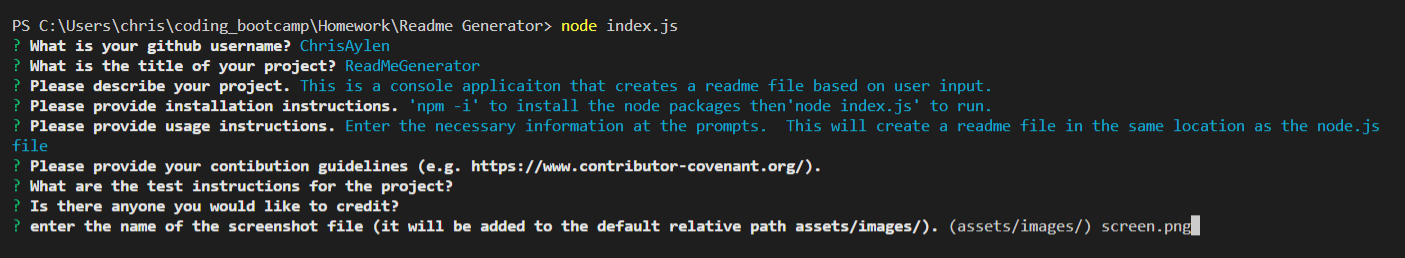 PS C:\Users\chris\coding_bootcamp\Homework\Readme Generator> node index.js
? What is your github username? ChrisAylen
? What is the title of your project? ReadMeGenerator
? Please describe your project. This is a console applicaiton that creates a readme file based on user input.
? Please provide installation instructions. 'npm -i' to install the node packages then'node index.js' to run.
? Please provide usage instructions. Enter the necessary information at the prompts.  This will create a readme file in the same location as the node.js
file
? Please provide your contibution guidelines (e.g. https://www.contributor-covenant.org/).
? What are the test instructions for the project?
? Is there anyone you would like to credit?
? enter the name of the screenshot file (it will be added to the default relative path assets/images/). (assets/images/) screen.png